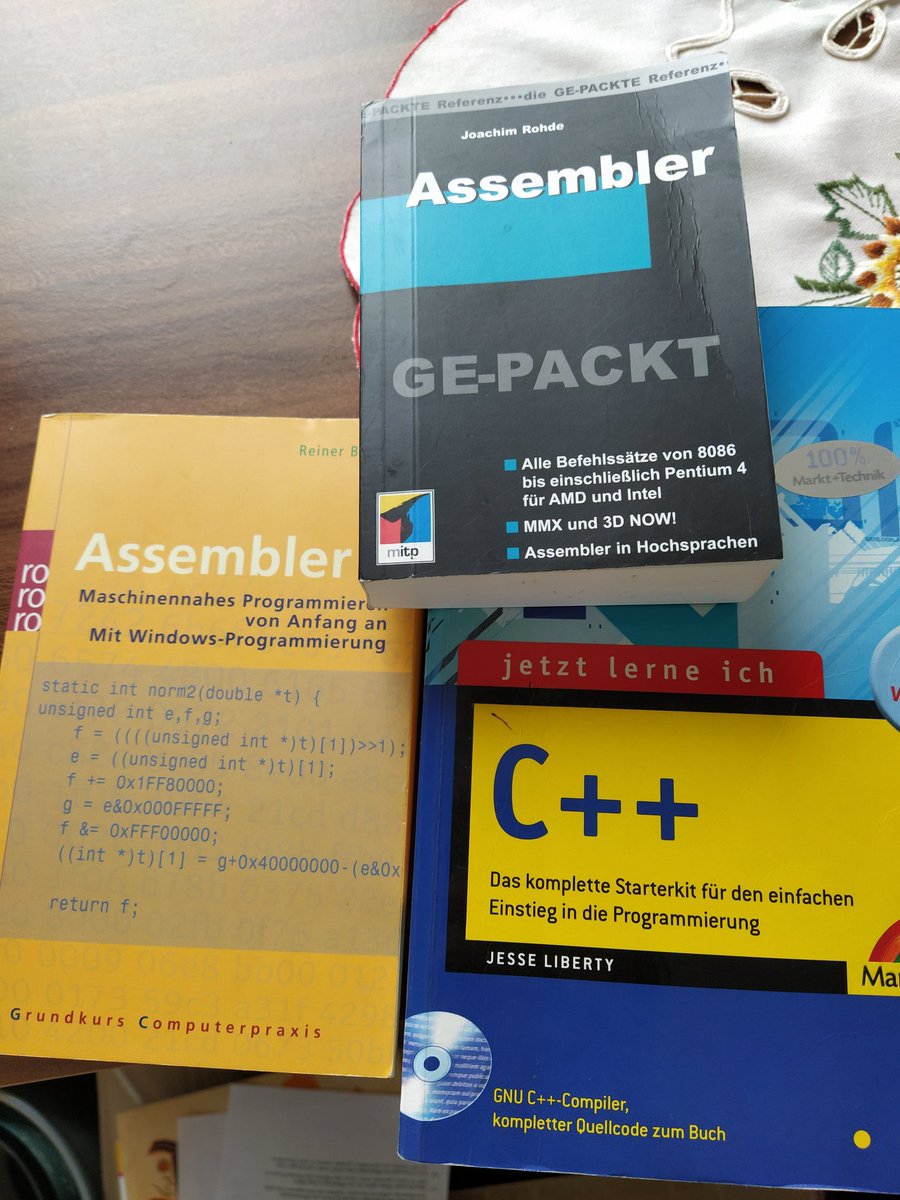 GE-PACKTE Referenz•••die GE-PACKTE Referenz••
Joachim Rohde
Assembler
GE-PACKT
Alle Befehlssätze von 8086
bis einschließlich Pentium 4
für AMD und Intel
MMX und 3D NOW!
Assembler in Hochsprachen
mitp
Reiner B
Assembler
ro
ro
ro
Maschinennahes Programmieren
von Anfang an
Mit Windows-Programmierung
static int norm2(double *t) {
unsigned int e,f,g;
f = ((((unsigned int *)t)[1])>>1);
e = ((unsigned int *)t)[1];
f += 0x1FF80000;
g = e&0x000FFFFF;
f &= 0xFFF00000;
((int *)t)[1] = g+0x40000000-(e&0x
return f;
Grundkurs Computerpraxis
100%
Markt+Technik
jetzt lerne ich
C++
Das komplette Starterkit für den einfachen
Einstieg in die Programmierung
JESSE LIBERTY
Mar
GNU C++-Compiler,
kompletter Quellcode zum Buch